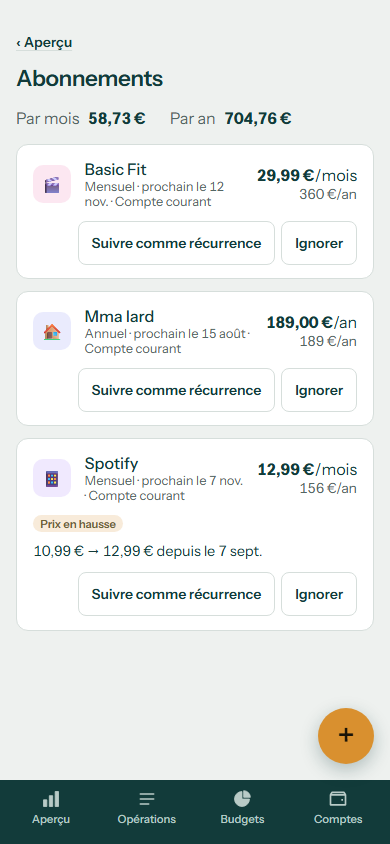 ‹ Aperçu
Abonnements
Par mois 58,73 € Par an 704,76 €
Basic Fit
29,99 €/mois
Mensuel · prochain le 12
nov. · Compte courant
360 €/an
Suivre comme récurrence
Ignorer
Mma Iard
189,00 €/an
Annuel · prochain le 15 août ·
Compte courant
189 €/an
Suivre comme récurrence
Ignorer
Spotify
12,99 €/mois
Mensuel · prochain le 7 nov.
· Compte courant
156 €/an
Prix en hausse
10,99 € → 12,99 € depuis le 7 sept.
Suivre comme récurrence
Ignorer
+
Aperçu
Opérations
Budgets
Comptes